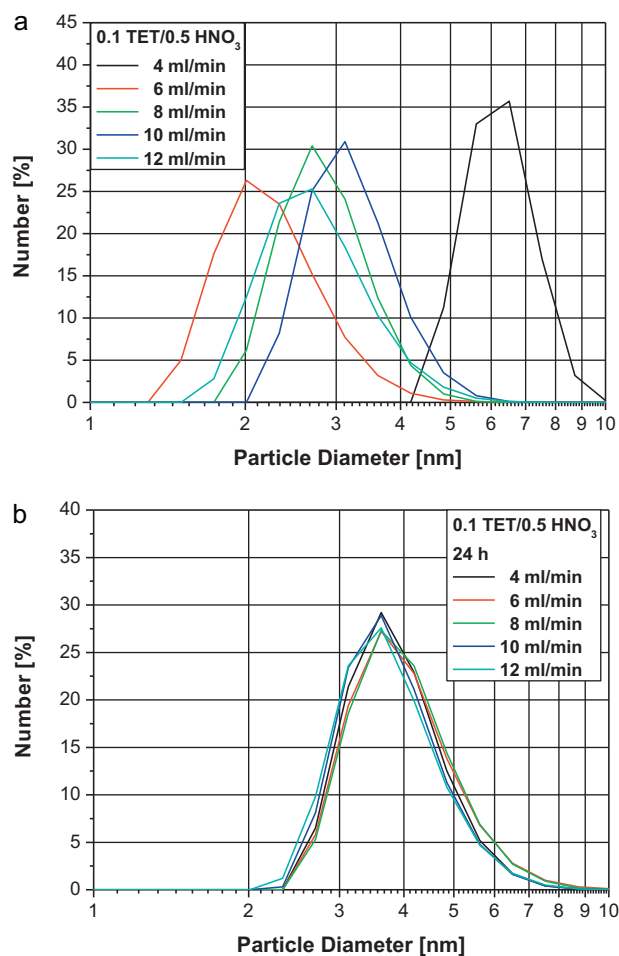 a
45
40
35
30
25
20
15
10
5
0
Number [%]
0.1 TET/0.5 HNO3
4 ml/min
6 ml/min
8 ml/min
10 ml/min
12 ml/min
1 2 3 4 5 6 7 8 9 10
Particle Diameter [nm]
b
40
35
30
25
20
15
10
5
0
Number [%]
0.1 TET/0.5 HNO3
24 h
4 ml/min
6 ml/min
8 ml/min
10 ml/min
12 ml/min
1 2 3 4 5 6 7 8 9 10
Particle Diameter [nm]